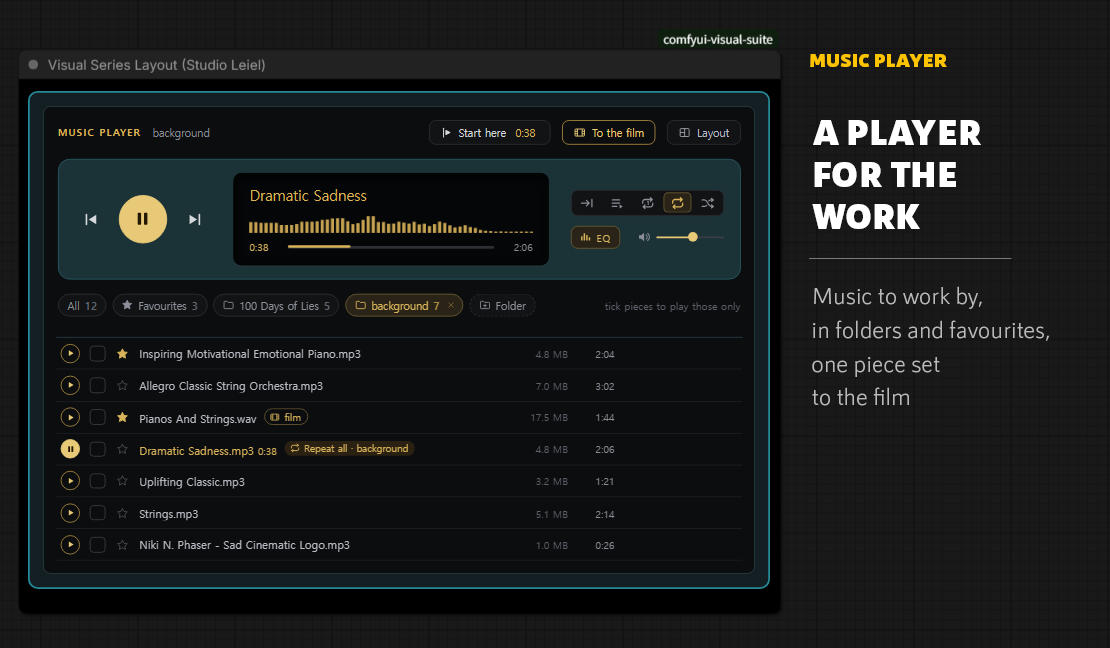 comfyui-visual-suite
Visual Series Layout (Studio Leiel)
MUSIC PLAYER background
Start here 0:38
To the film
Layout
Dramatic Sadness
0:38 2:06
EQ
All 12
Favourites 3
100 Days of Lies 5
background 7 ×
Folder
tick pieces to play those only
Inspiring Motivational Emotional Piano.mp3 4.8 MB 2:04
Allegro Classic String Orchestra.mp3 7.0 MB 3:02
Pianos And Strings.wav film 17.5 MB 1:44
Dramatic Sadness.mp3 0:38 Repeat all · background 4.8 MB 2:06
Uplifting Classic.mp3 3.2 MB 1:21
Strings.mp3 5.1 MB 2:14
Niki N. Phaser - Sad Cinematic Logo.mp3 1.0 MB 0:26
MUSIC PLAYER
A PLAYER
FOR THE
WORK
Music to work by,
in folders and favourites,
one piece set
to the film